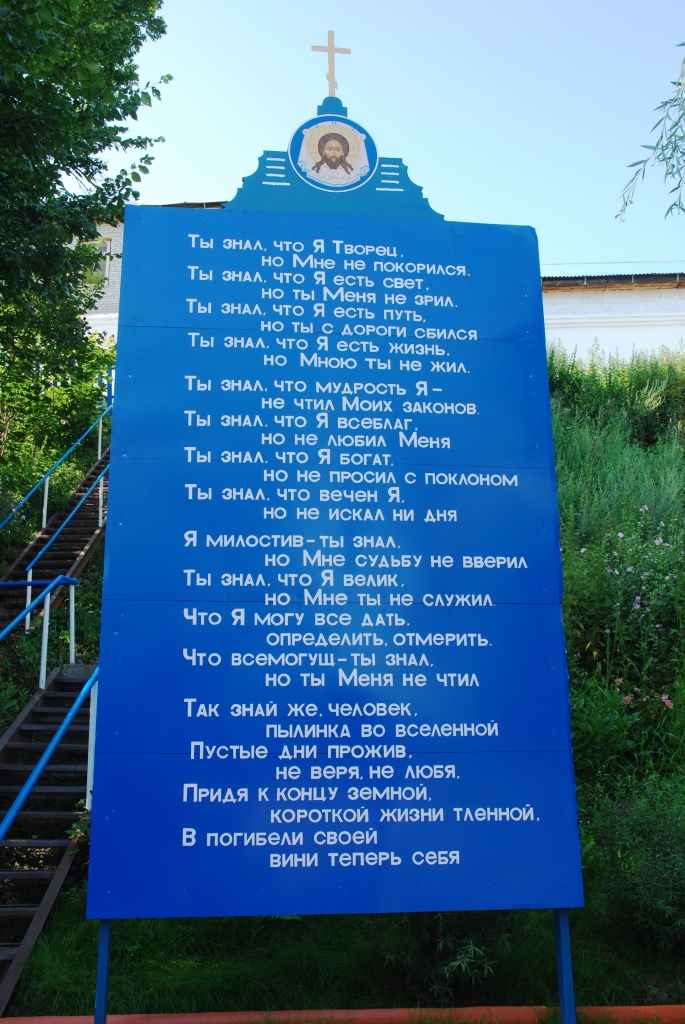 Ты знал, что Я Творец,
но Мне не покорился.
Ты знал, что Я есть свет,
но ты Меня не зрил.
Ты знал, что Я есть путь,
но ты с дороги сбился
Ты знал, что Я есть жизнь,
но Мною ты не жил.
Ты знал, что мудрость Я –
не чтил Моих законов.
Ты знал, что Я всеблаг,
но не любил Меня
Ты знал, что Я богат,
но не просил с поклоном
Ты знал, что вечен Я,
но не искал ни дня
Я милостив – ты знал,
но Мне судьбу не вверил
Ты знал, что Я велик,
но Мне ты не служил.
Что Я могу все дать,
определить, отмерить.
Что всемогущ – ты знал,
но ты Меня не чтил
Так знай же, человек,
пылинка во вселенной
Пустые дни прожив,
не веря, не любя,
Придя к концу земной,
короткой жизни тленной,
В погибели своей
вини теперь себя